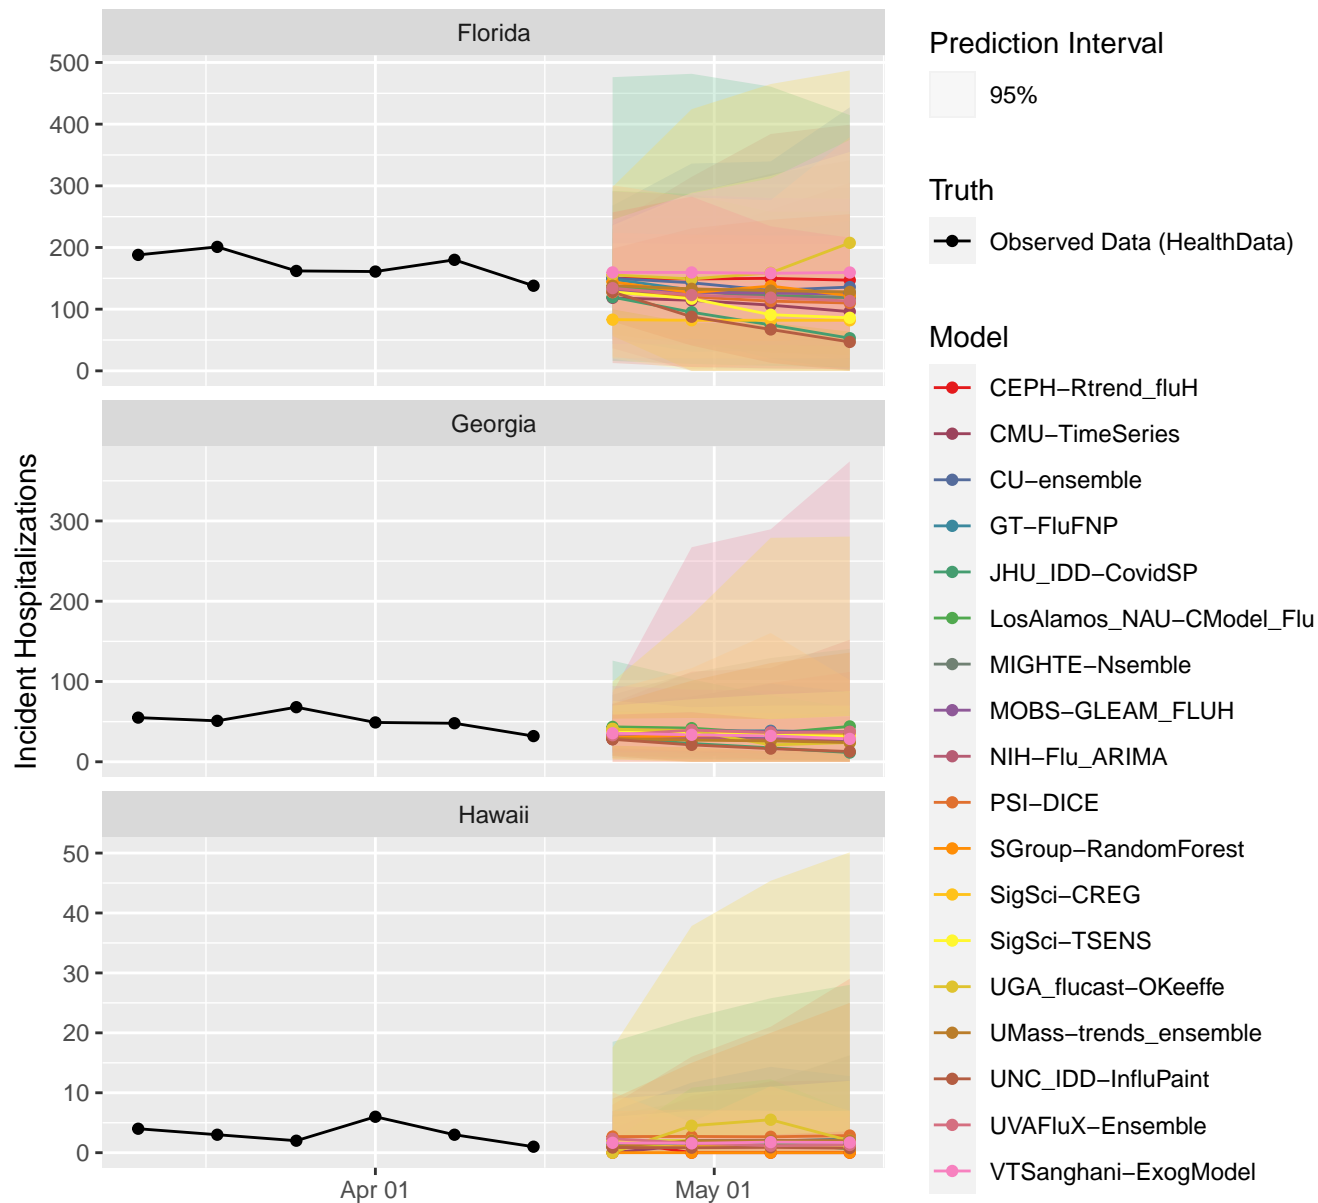 Florida
500
400
300
200
100
0
Georgia
300
200
100
0
Hawaii
50
40
30
20
10
0
Apr 01
May 01
Incident Hospitalizations
Prediction Interval
95%
Truth
Observed Data (HealthData)
Model
CEPH−Rtrend_fluH
CMU−TimeSeries
CU−ensemble
GT−FluFNP
JHU_IDD−CovidSP
LosAlamos_NAU−CModel_Flu
MIGHTE−Nsemble
MOBS−GLEAM_FLUH
NIH−Flu_ARIMA
PSI−DICE
SGroup−RandomForest
SigSci−CREG
SigSci−TSENS
UGA_flucast−OKeeffe
UMass−trends_ensemble
UNC_IDD−InfluPaint
UVAFluX−Ensemble
VTSanghani−ExogModel